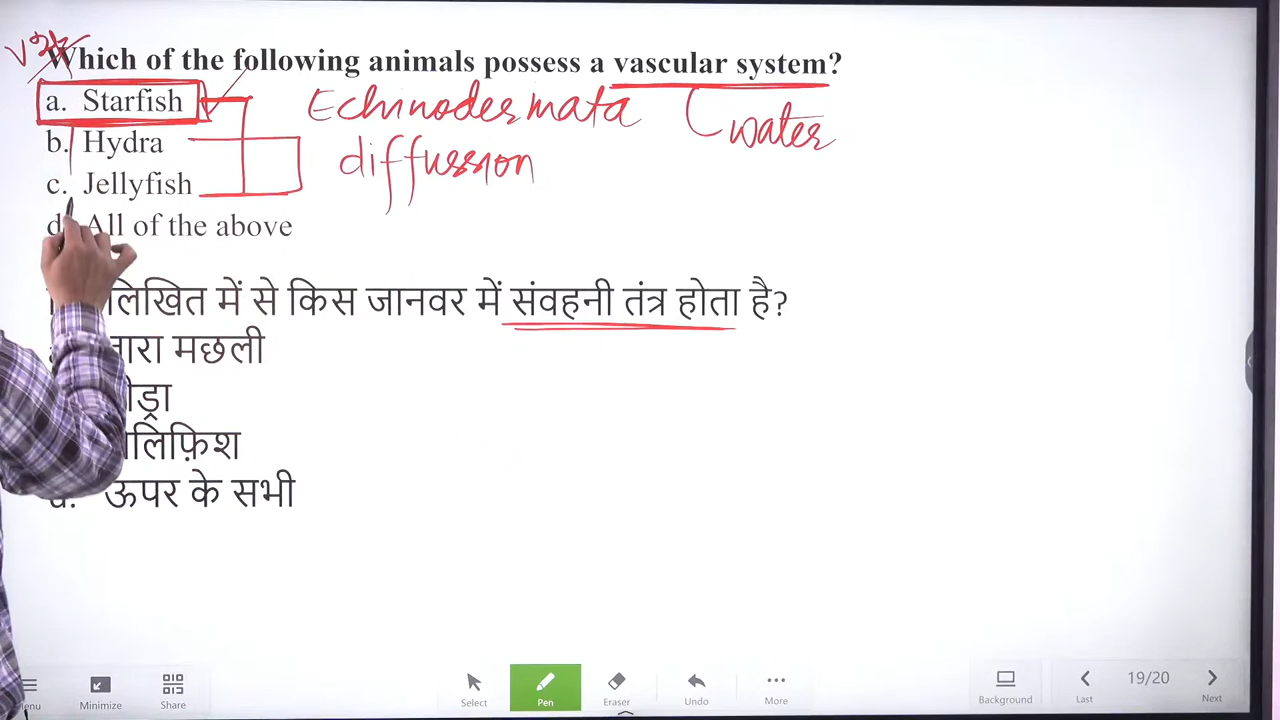 Which of the following animals possess a vascular system?
a. Starfish Echinodermata (water
b. Hydra diffussion
c. Jellyfish
d. All of the above
लिखित में से किस जानवर में संवहनी तंत्र होता है?
तारा मछली
जेलिफ़िश
d. ऊपर के सभी
Minimize
Share
Select
Pen
Eraser
Undo
More
Background
Last
19/20
Next